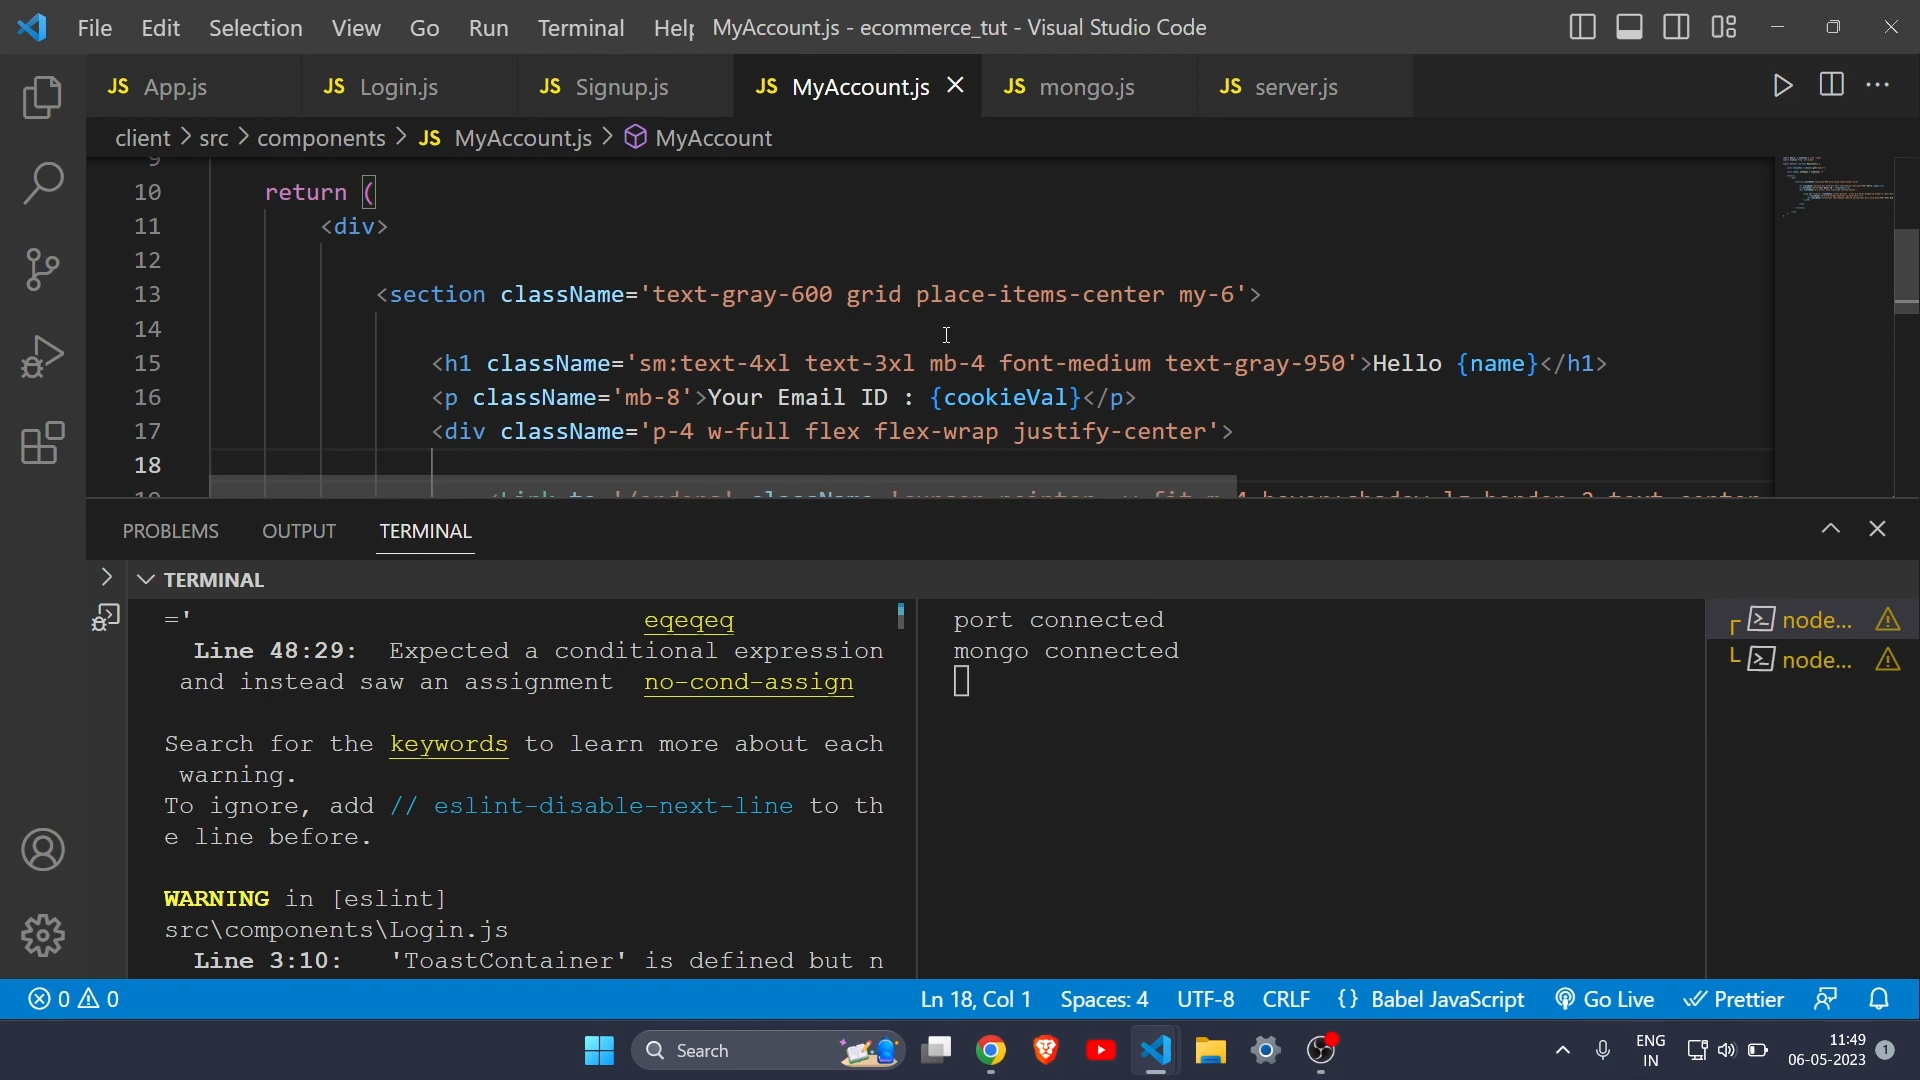 File Edit Selection View Go Run Terminal Help MyAccount.js - ecommerce_tut - Visual Studio Code
JS App.js JS Login.js JS Signup.js JS MyAccount.js JS mongo.js JS server.js
client > src > components > JS MyAccount.js > MyAccount
9
10 return (
11 <div>
12
13 <section className='text-gray-600 grid place-items-center my-6'>
14
15 <h1 className='sm:text-4xl text-3xl mb-4 font-medium text-gray-950'>Hello {name}</h1>
16 <p className='mb-8'>Your Email ID : {cookieVal}</p>
17 <div className='p-4 w-full flex flex-wrap justify-center'>
18
PROBLEMS OUTPUT TERMINAL
TERMINAL
=' eqeqeq
Line 48:29: Expected a conditional expression
and instead saw an assignment no-cond-assign
Search for the keywords to learn more about each
warning.
To ignore, add // eslint-disable-next-line to th
e line before.
WARNING in [eslint]
src\components\Login.js
Line 3:10: 'ToastContainer' is defined but n
port connected
mongo connected
node...
node...
0 0 Ln 18, Col 1 Spaces: 4 UTF-8 CRLF {} Babel JavaScript Go Live Prettier
Search ENG 11:49
IN 06-05-2023 1